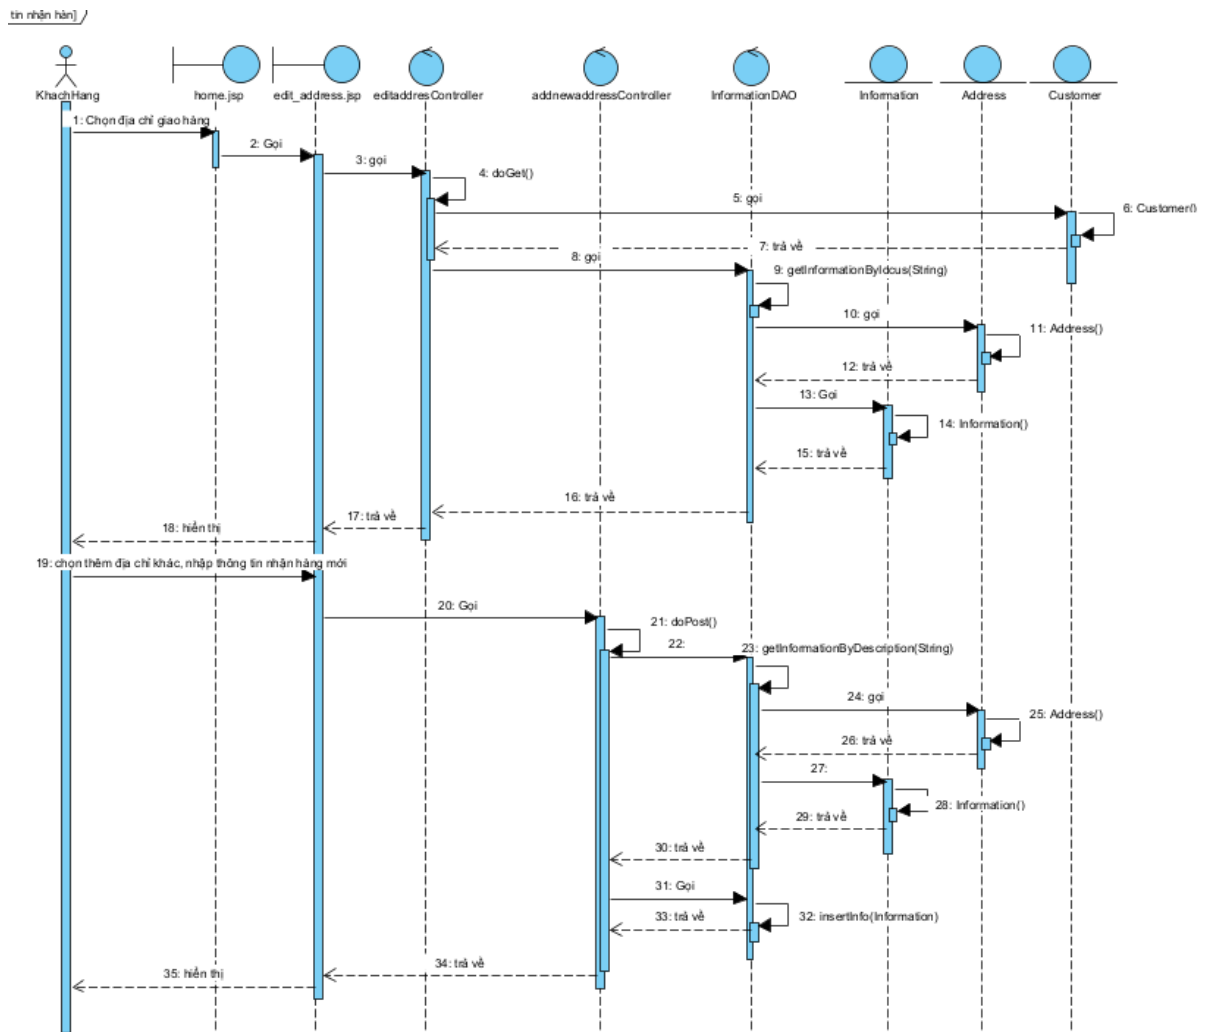 tin nhận hàn]
KhachHang
home.jsp
edit_address.jsp
editaddresController
addnewaddressController
InformationDAO
Information
Address
Customer
1: Chọn địa chỉ giao hàng
2: Gọi
3: gọi
4: doGet()
5: gọi
6: Customer()
7: trả về
8: gọi
9: getInformationByIdcus(String)
10: gọi
11: Address()
12: trả về
13: Gọi
14: Information()
15: trả về
16: trả về
17: trả về
18: hiển thị
19: chọn thêm địa chỉ khác, nhập thông tin nhận hàng mới
20: Gọi
21: doPost()
22:
23: getInformationByDescription(String)
24: gọi
25: Address()
26: trả về
27:
28: Information()
29: trả về
30: trả về
31: Gọi
32: insertInfo(Information)
33: trả về
34: trả về
35: hiển thị